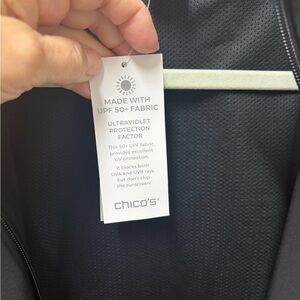 MADE WITH
UPF 50+ FABRIC
ULTRAVIOLET
PROTECTION
FACTOR
This 50+ UPF fabric
provides excellent
UV protection.
It blocks both
UVA and UVB rays
but don't skip
the sunscreen!
chico's